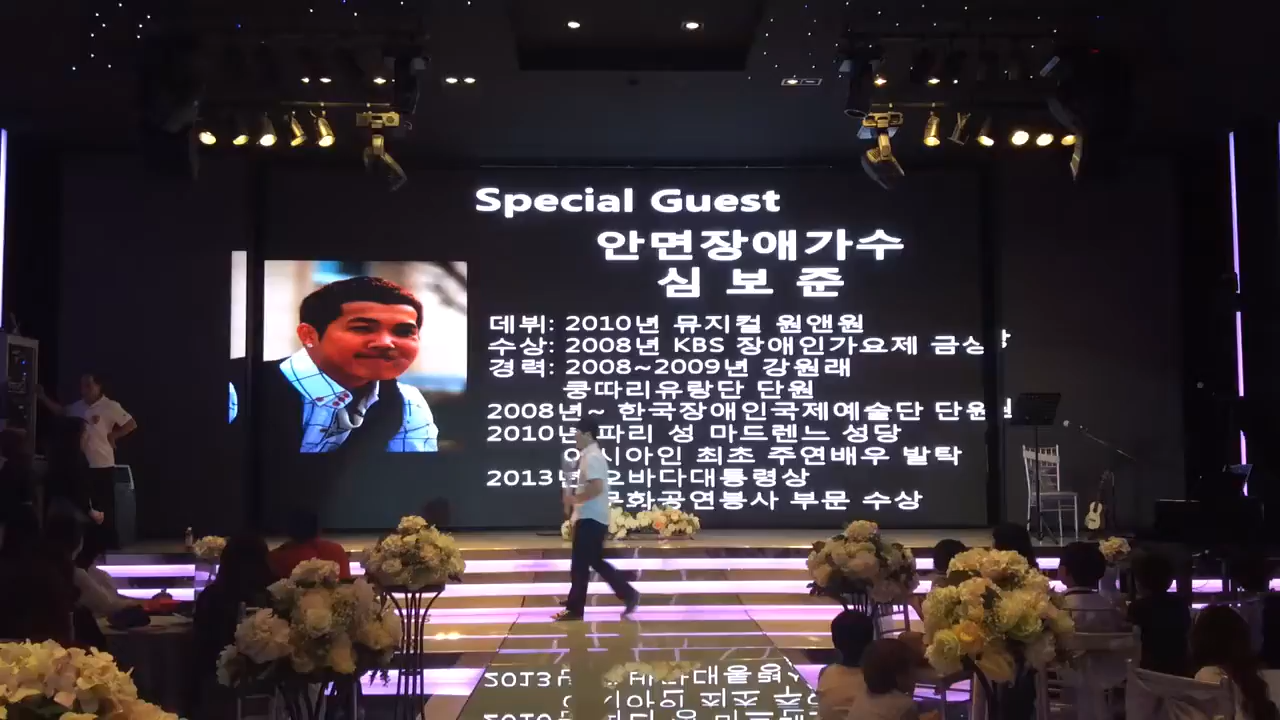 Special Guest
안면장애가수
심 보 준
데뷔: 2010년 뮤지컬 원앤원
수상: 2008년 KBS 장애인가요제 금상
경력: 2008~2009년 강원래
쿵따리유랑단 단원
2008년~ 한국장애인국제예술단 단원
2010년 파리 성 마드렌느 성당
아시아인 최초 주연배우 발탁
2013년 오바다대통령상
문화공연봉사 부문 수상